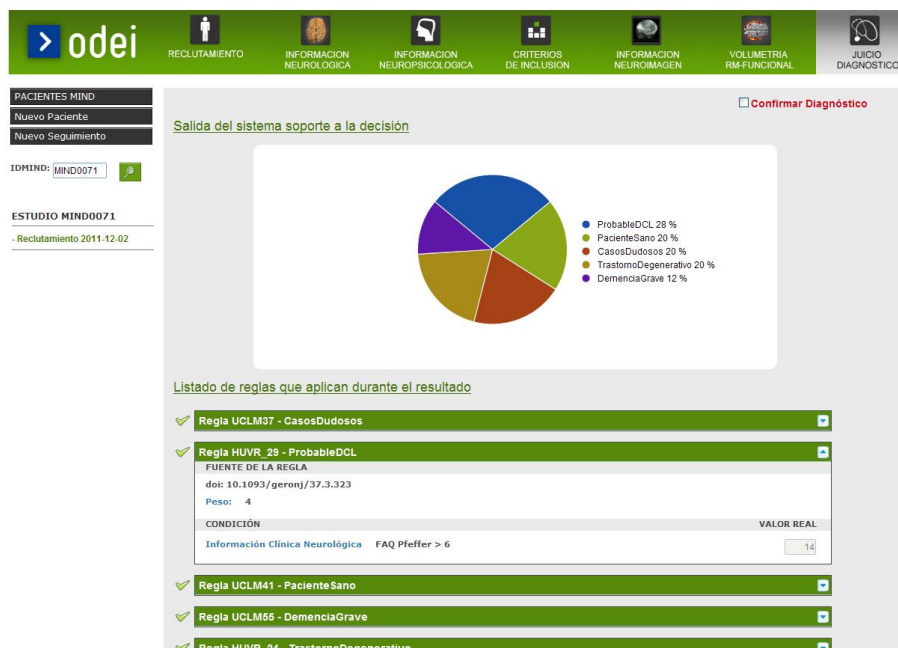 odei
RECLUTAMIENTO
INFORMACION
NEUROLOGICA
INFORMACION
NEUROPSICOLOGICA
CRITERIOS
DE INCLUSION
INFORMACION
NEUROIMAGEN
VOLUMETRIA
RM-FUNCIONAL
JUICIO
DIAGNOSTICO
PACIENTES MIND
Nuevo Paciente
Nuevo Seguimiento
IDMIND: MIND0071
ESTUDIO MIND0071
- Reclutamiento 2011-12-02
Confirmar Diagnóstico
Salida del sistema soporte a la decisión
ProbableDCL 28 %
PacienteSano 20 %
CasosDudosos 20 %
TrastornoDegenerativo 20 %
DemenciaGrave 12 %
Listado de reglas que aplican durante el resultado
Regla UCLM37 - CasosDudosos
Regla HUVR_29 - ProbableDCL
FUENTE DE LA REGLA
doi: 10.1093/geronj/37.3.323
Peso: 4
CONDICIÓN VALOR REAL
Información Clínica Neurológica FAQ Pfeffer > 6 14
Regla UCLM41 - PacienteSano
Regla UCLM55 - DemenciaGrave
Regla HUVR_24 - TrastornoDegenerativo